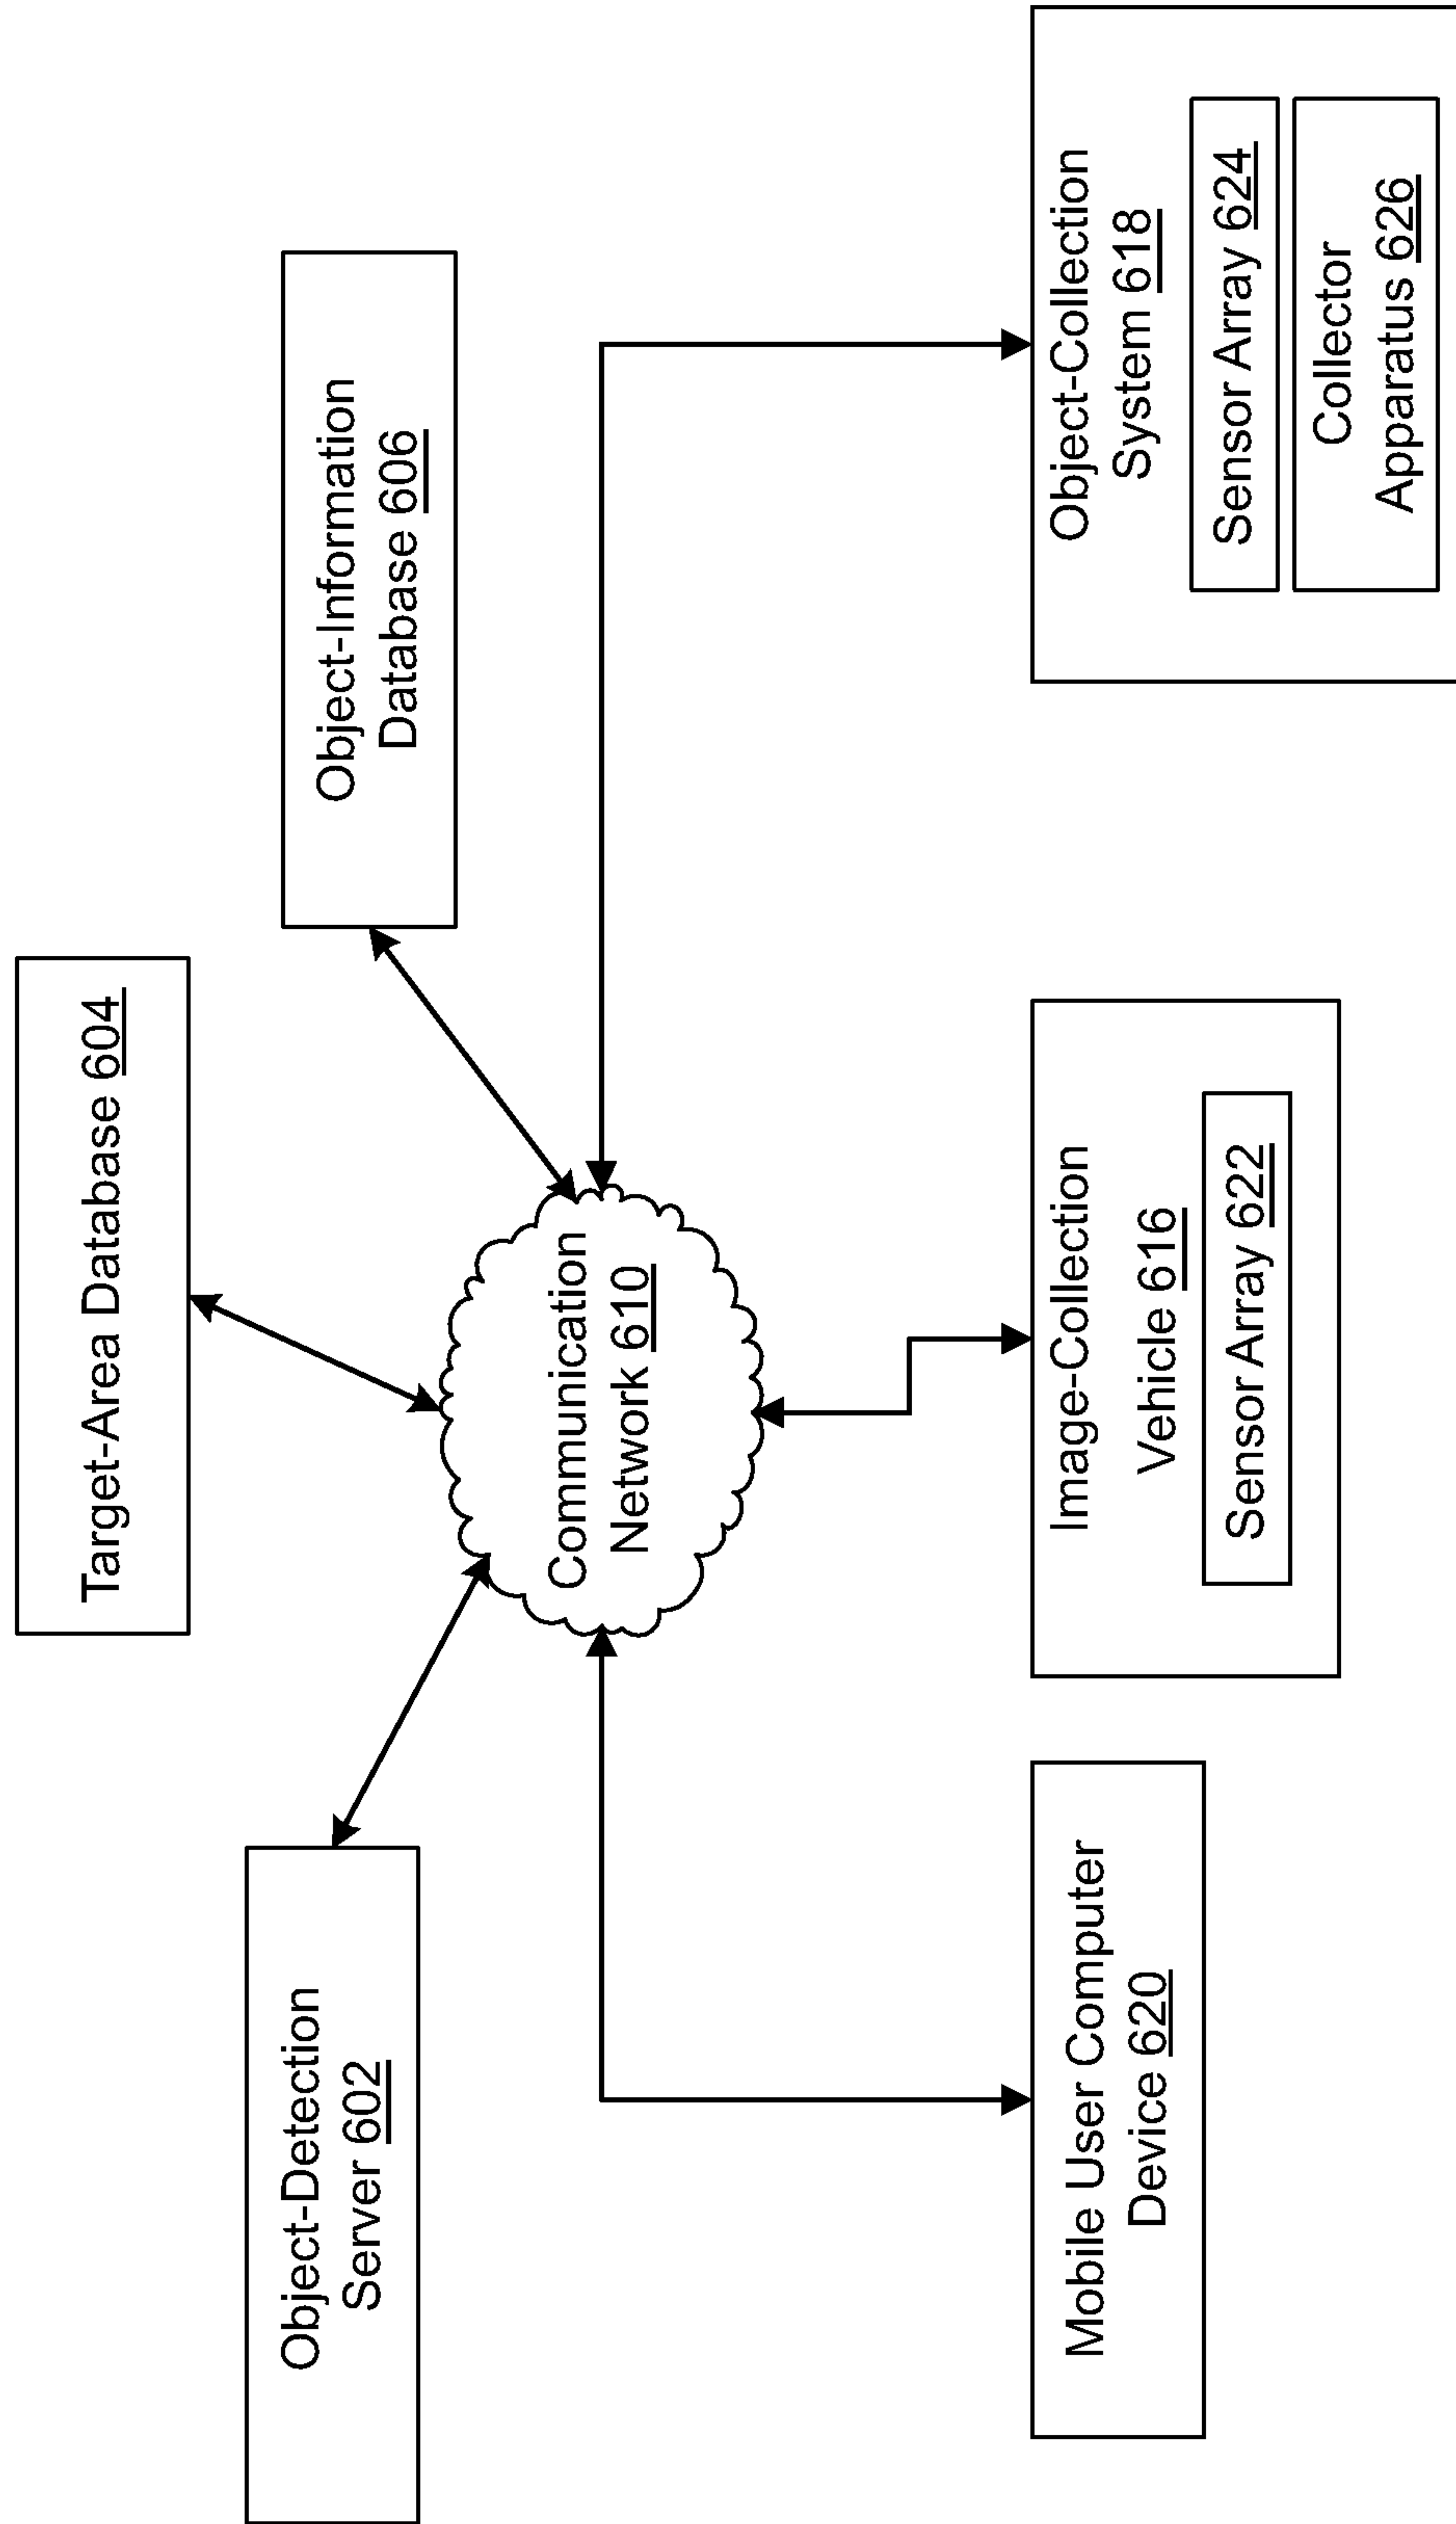 Target-Area Database 604
Object-Detection
Server 602
Object-Information
Database 606
Communication
Network 610
Mobile User Computer
Device 620
Image-Collection
Vehicle 616
Sensor Array 622
Object-Collection
System 618
Sensor Array 624
Collector
Apparatus 626